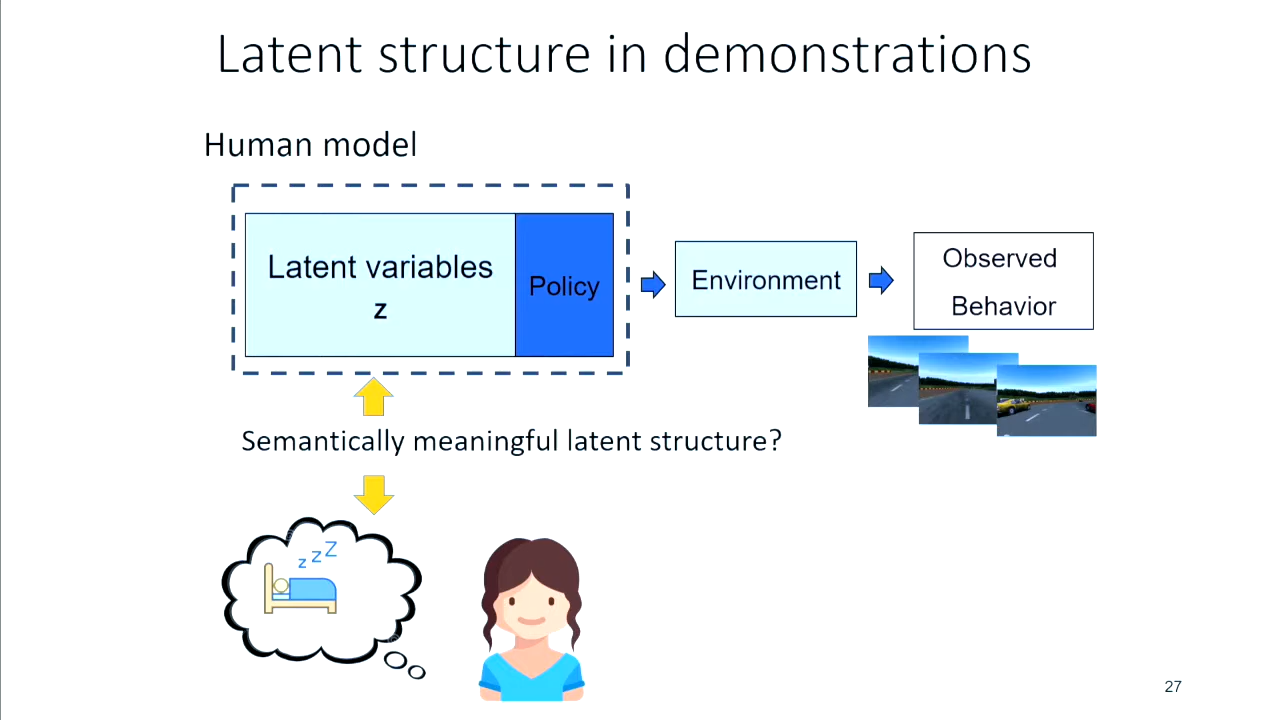 Latent structure in demonstrations
Human model
Latent variables
z
Policy
Environment
Observed
Behavior
Semantically meaningful latent structure?
z z Z
27